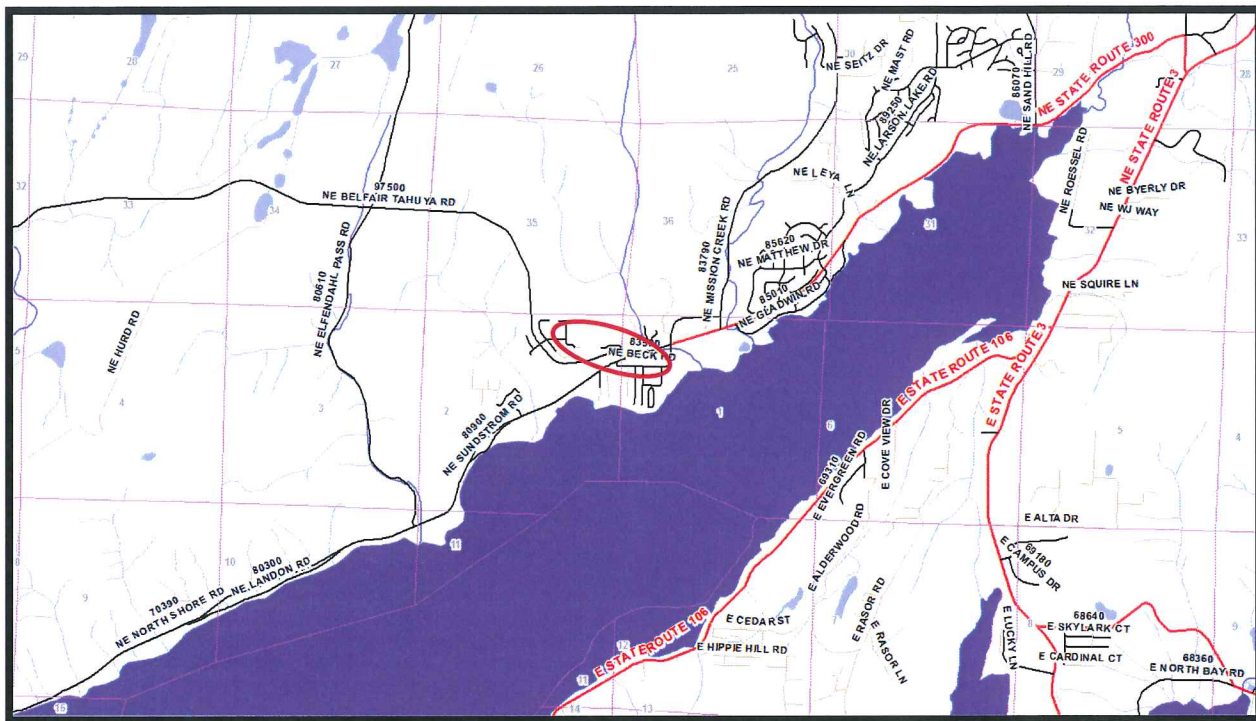 29
28
27
26
25
30
NE SEITZ DR
NE MAST RD
89250
NE LARSON LAKE RD
86070
NE SAND HILL RD
29
NE STATE ROUTE 300
28
NE STATE ROUTE 3
32
33
97500
NE BELFAIR TAHUYA RD
34
35
36
83790
NE MISSION CREEK RD
NE LEYA LN
85620
NE MATTHEW DR
85010
NE GLADWIN RD
31
NE ROESSEL RD
NE BYERLY DR
NE WJ WAY
32
33
NE SQUIRE LN
80610
NE ELFENDAHL PASS RD
NE HURD RD
5
4
3
2
NE BECK RD
80900
NE SUNDSTROM RD
1
6
E STATE ROUTE 106
E STATE ROUTE 3
E COVE VIEW DR
69310
E EVERGREEN RD
5
4
E ALDERWOOD RD
E ALTA DR
69180
E CAMPUS DR
8
9
10
11
80300
NE LANDON RD
70390
NE NORTH SHORE RD
12
7
E CEDAR ST
E HIPPIE HILL RD
E RASOR RD
E RASOR LN
E LUCKY LN
8
68640
E SKYLARK CT
E CARDINAL CT
9
68360
E NORTH BAY RD
E STATE ROUTE 106
11
14
13